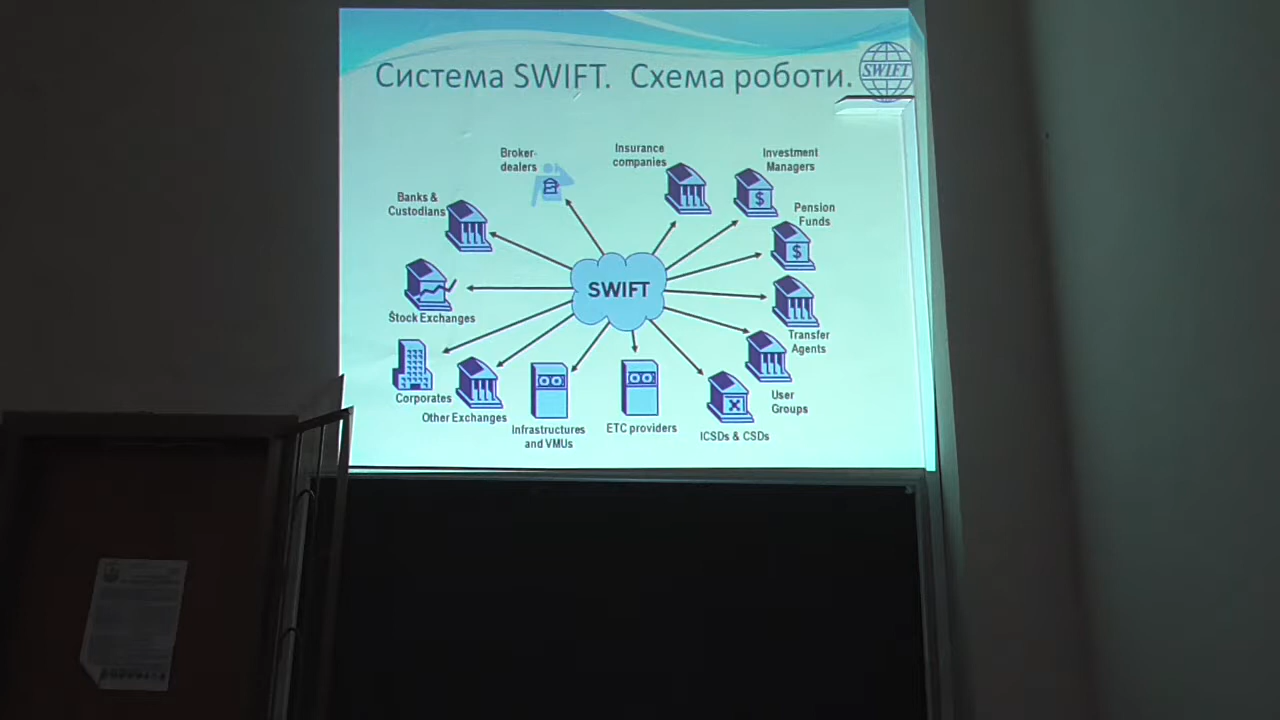 Система SWIFT. Схема роботи.
SWIFT
Broker-
dealers
Insurance
companies
Investment
Managers
Banks &
Custodians
Pension
Funds
SWIFT
Stock Exchanges
Transfer
Agents
Corporates
Other Exchanges
User
Groups
Infrastructures
and VMUs
ETC providers
ICSDs & CSDs